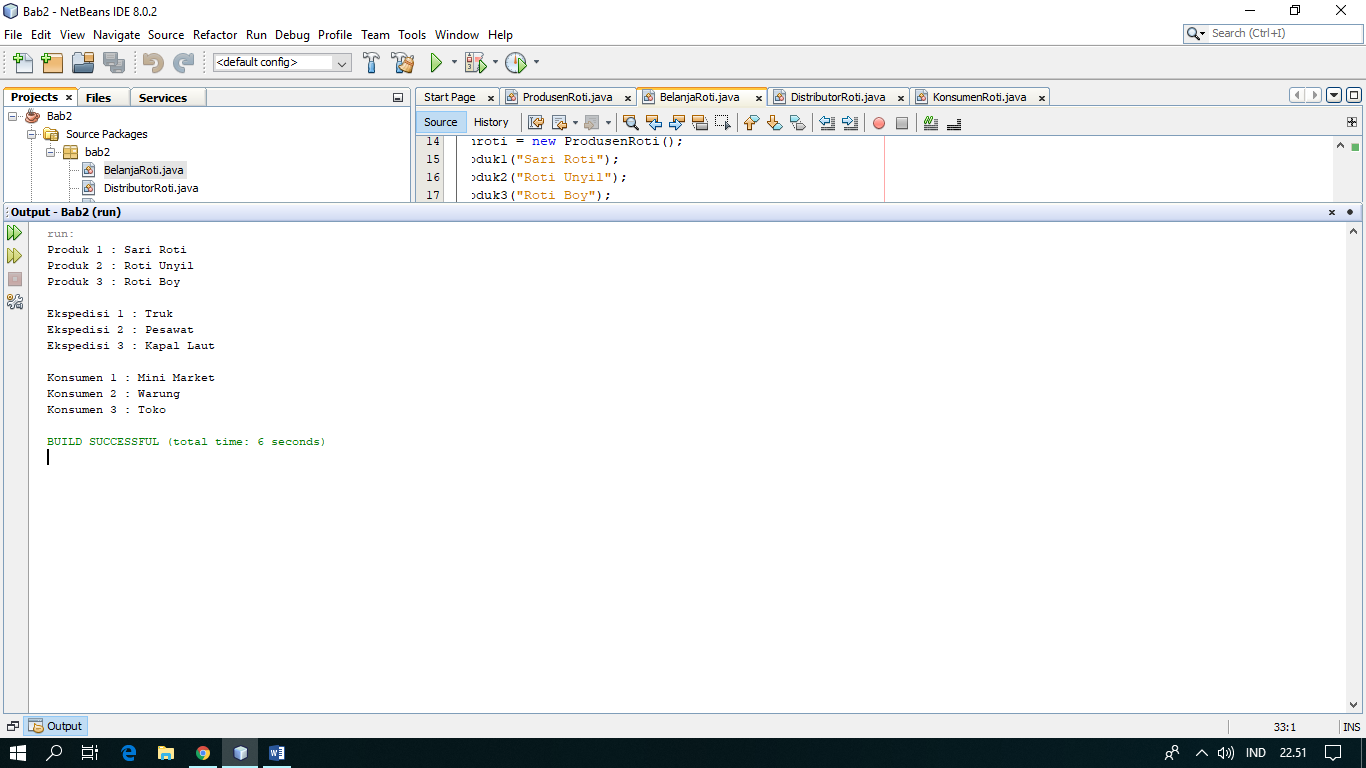 Bab2 - NetBeans IDE 8.0.2
File Edit View Navigate Source Refactor Run Debug Profile Team Tools Window Help
Search (Ctrl+I)
<default config>
Projects Files Services
Start Page ProdusenRoti.java BelanjaRoti.java DistributorRoti.java KonsumenRoti.java
Source History
Bab2
Source Packages
bab2
BelanjaRoti.java
DistributorRoti.java
14 nroti = new ProdusenRoti();
15 oduk1("Sari Roti");
16 oduk2("Roti Unyil");
17 oduk3("Roti Boy");
Output - Bab2 (run)
run:
Produk 1 : Sari Roti
Produk 2 : Roti Unyil
Produk 3 : Roti Boy
Ekspedisi 1 : Truk
Ekspedisi 2 : Pesawat
Ekspedisi 3 : Kapal Laut
Konsumen 1 : Mini Market
Konsumen 2 : Warung
Konsumen 3 : Toko
BUILD SUCCESSFUL (total time: 6 seconds)
Output
33:1 INS
IND 22.51